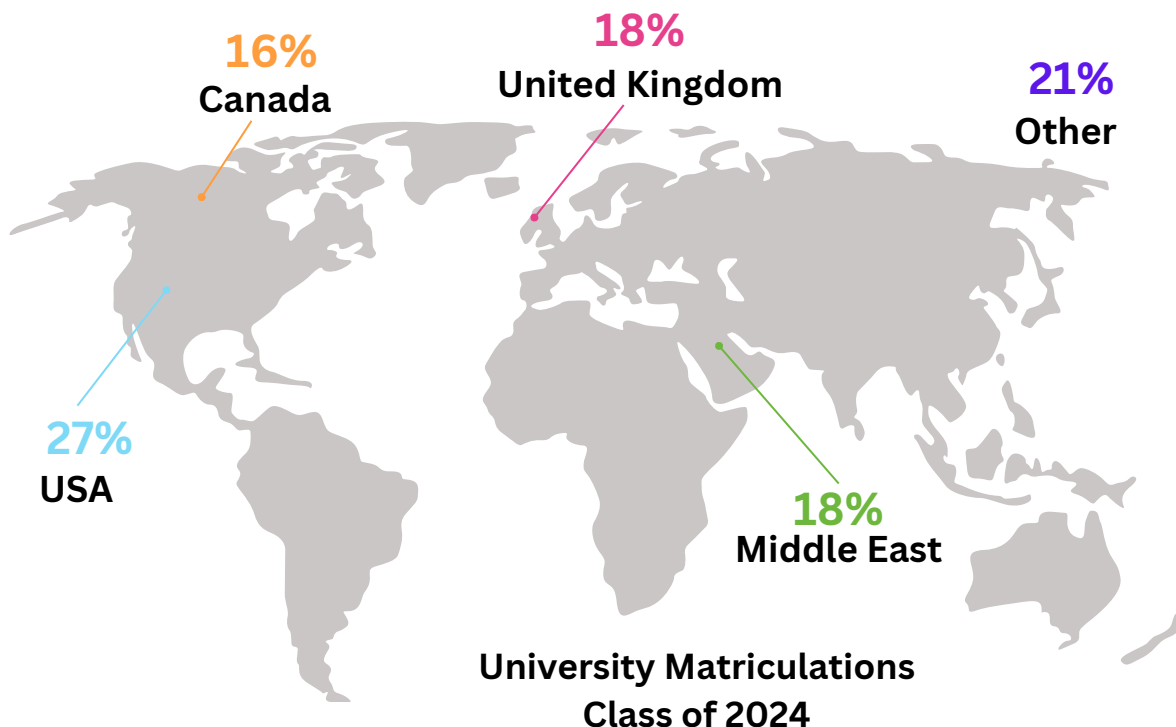 16%
Canada
18%
United Kingdom
21%
Other
27%
USA
18%
Middle East
University Matriculations
Class of 2024